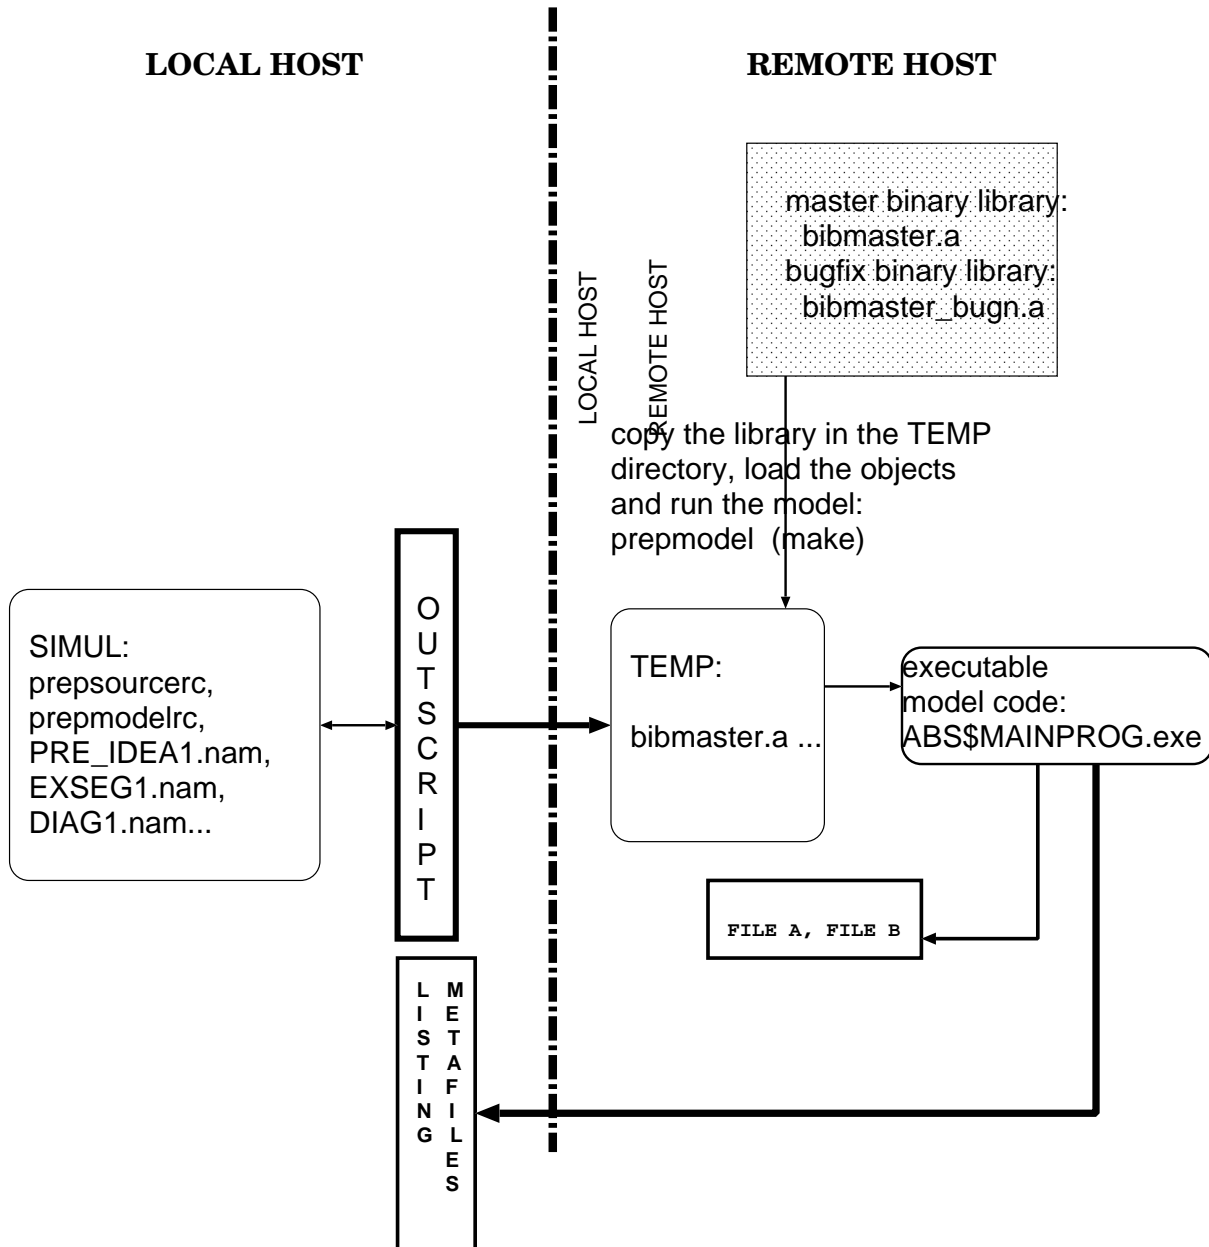 LOCAL HOST
REMOTE HOST
master binary library:
bibmaster.a
bugfix binary library:
bibmaster_bugn.a
LOCAL HOST
REMOTE HOST
copy the library in the TEMP
directory, load the objects
and run the model:
prepmodel (make)
OUTSCRIPT
SIMUL:
prepsourcerc,
prepmodelrc,
PRE_IDEA1.nam,
EXSEG1.nam,
DIAG1.nam...
TEMP:
bibmaster.a ...
executable
model code:
ABS$MAINPROG.exe
FILE A, FILE B
LISTING
METAFILES